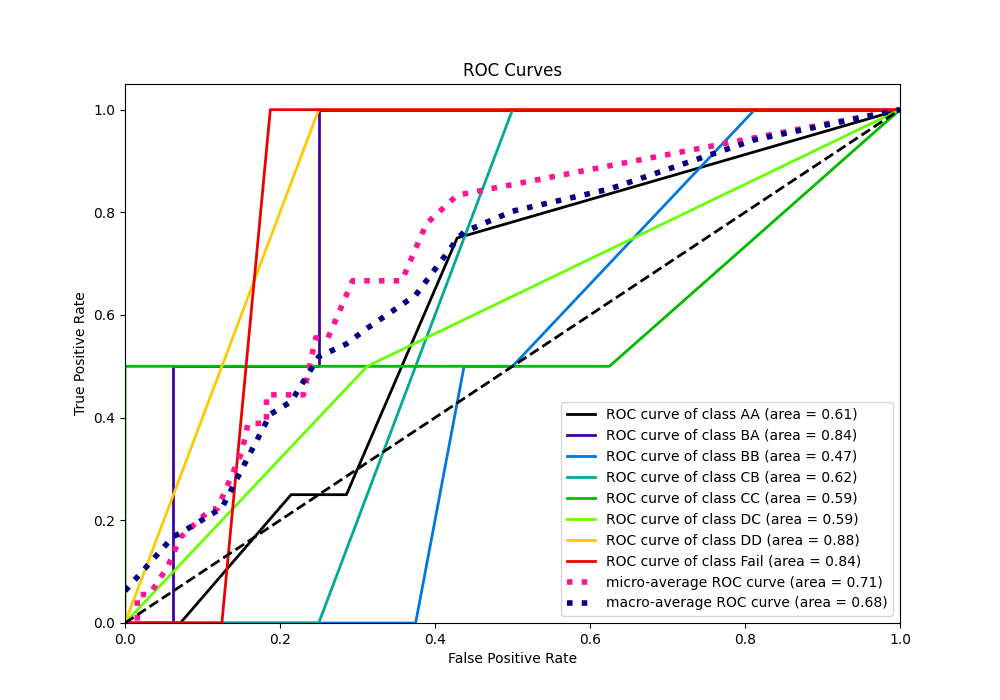 ROC Curves
True Positive Rate
1.0
0.8
0.6
0.4
0.2
0.0
ROC curve of class AA (area = 0.61)
ROC curve of class BA (area = 0.84)
ROC curve of class BB (area = 0.47)
ROC curve of class CB (area = 0.62)
ROC curve of class CC (area = 0.59)
ROC curve of class DC (area = 0.59)
ROC curve of class DD (area = 0.88)
ROC curve of class Fail (area = 0.84)
micro-average ROC curve (area = 0.71)
macro-average ROC curve (area = 0.68)
0.0 0.2 0.4 0.6 0.8 1.0
False Positive Rate